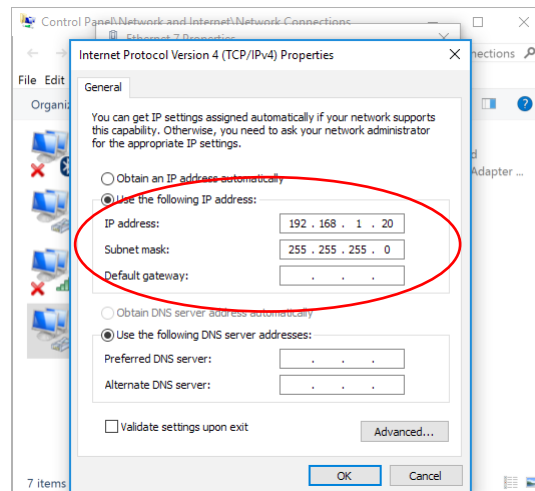 Control Panel\Network and Internet\Network Connections
Ethernet 7 Properties
Internet Protocol Version 4 (TCP/IPv4) Properties
nections
File Edit
General
Organiz
You can get IP settings assigned automatically if your network supports
this capability. Otherwise, you need to ask your network administrator
for the appropriate IP settings.
d
Adapter ...
Obtain an IP address automatically
Use the following IP address:
IP address: 192 . 168 . 1 . 20
Subnet mask: 255 . 255 . 255 . 0
Default gateway: . . .
Obtain DNS server address automatically
Use the following DNS server addresses:
Preferred DNS server: . . .
Alternate DNS server: . . .
Validate settings upon exit
Advanced...
OK Cancel
7 items